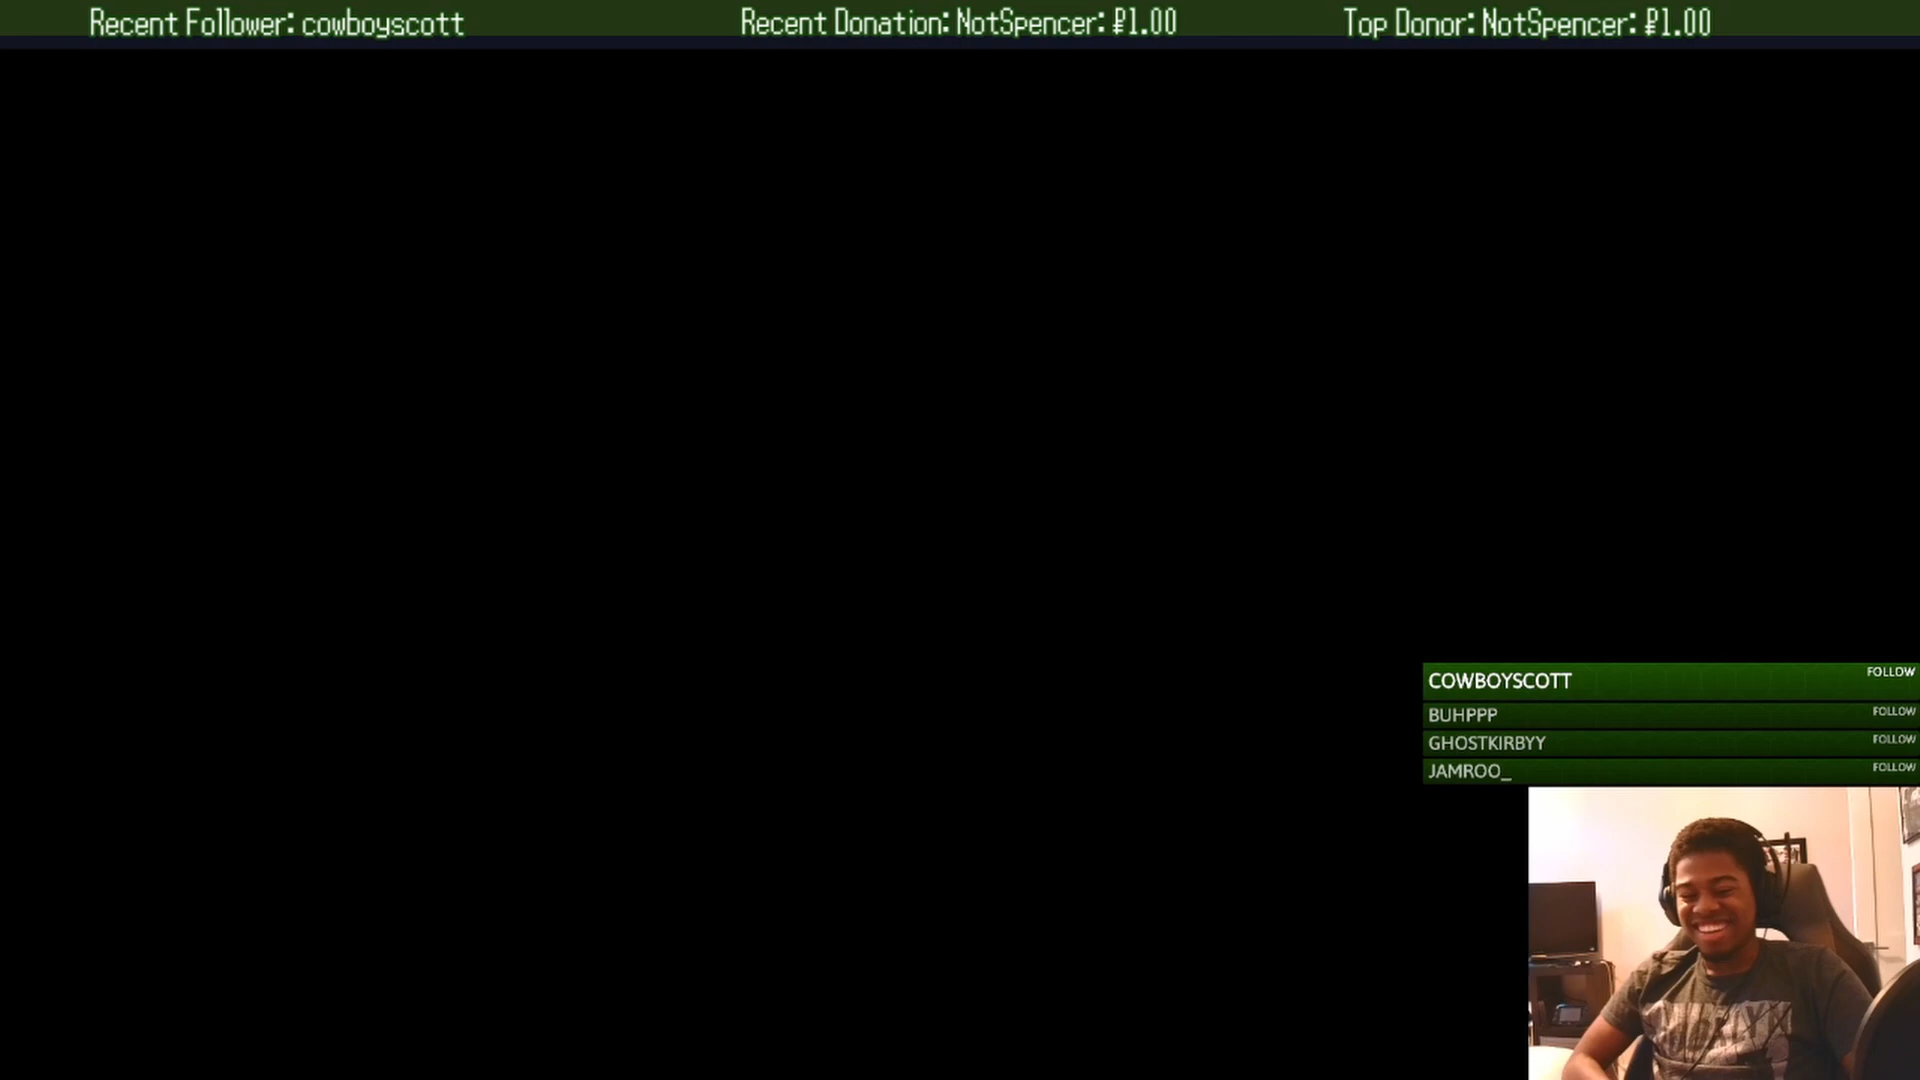 Recent Follower: cowboyscott
Recent Donation: NotSpencer: ₽1.00
Top Donor: NotSpencer: ₽1.00
COWBOYSCOTT FOLLOW
BUHPPP FOLLOW
GHOSTKIRBYY FOLLOW
JAMROO_ FOLLOW